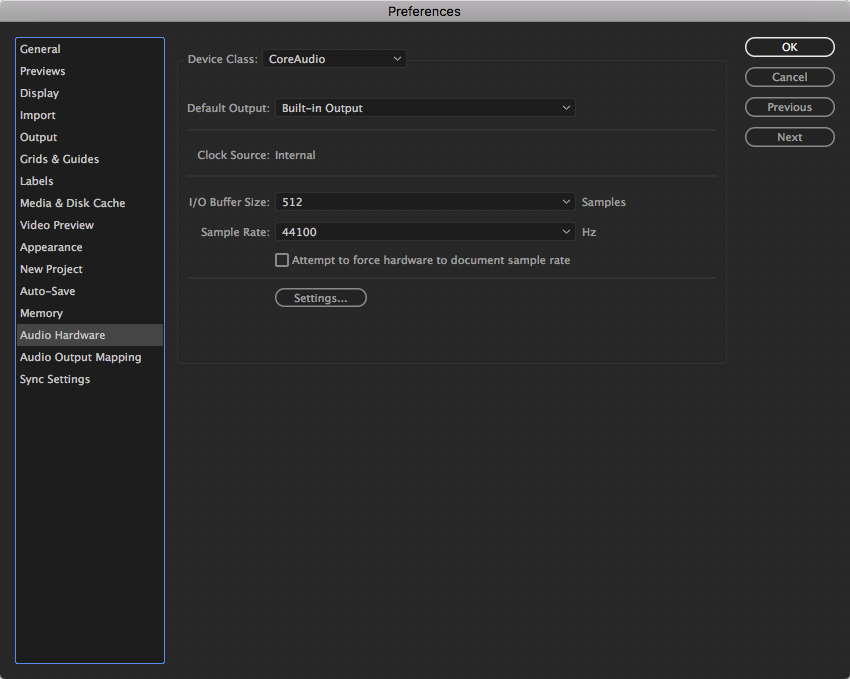 Preferences
General
Previews
Display
Import
Output
Grids & Guides
Labels
Media & Disk Cache
Video Preview
Appearance
New Project
Auto-Save
Memory
Audio Hardware
Audio Output Mapping
Sync Settings
Device Class: CoreAudio
Default Output: Built-in Output
Clock Source: Internal
I/O Buffer Size: 512 Samples
Sample Rate: 44100 Hz
Attempt to force hardware to document sample rate
Settings...
OK
Cancel
Previous
Next